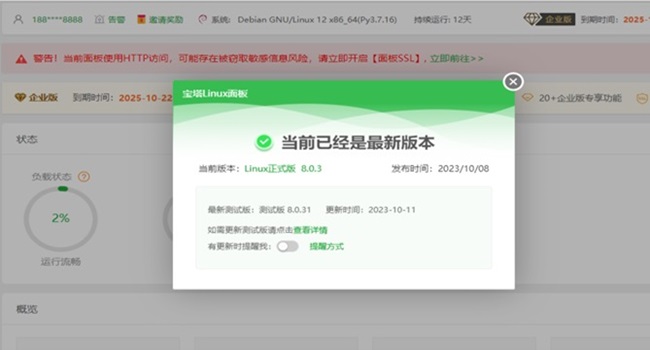 188****8888 告警 邀请奖励 系统: Debian GNU/Linux 12 x86_64(Py3.7.16) 持续运行: 12天 企业版 到期时间: 2025-1
警告！当前面板使用HTTP访问，可能存在被窃取敏感信息风险，请立即开启【面板SSL】, 立即前往>>
企业版 到期时间: 2025-10-22 20+企业版专享功能
宝塔Linux面板
当前已经是最新版本
当前版本: Linux正式版 8.0.3 发布时间: 2023/10/08
最新测试版: 测试版 8.0.31 更新时间: 2023-10-11
如需更新测试版请点击查看详情
有更新时提醒我: 提醒方式
状态
负载状态 ?
2%
运行流畅
概览